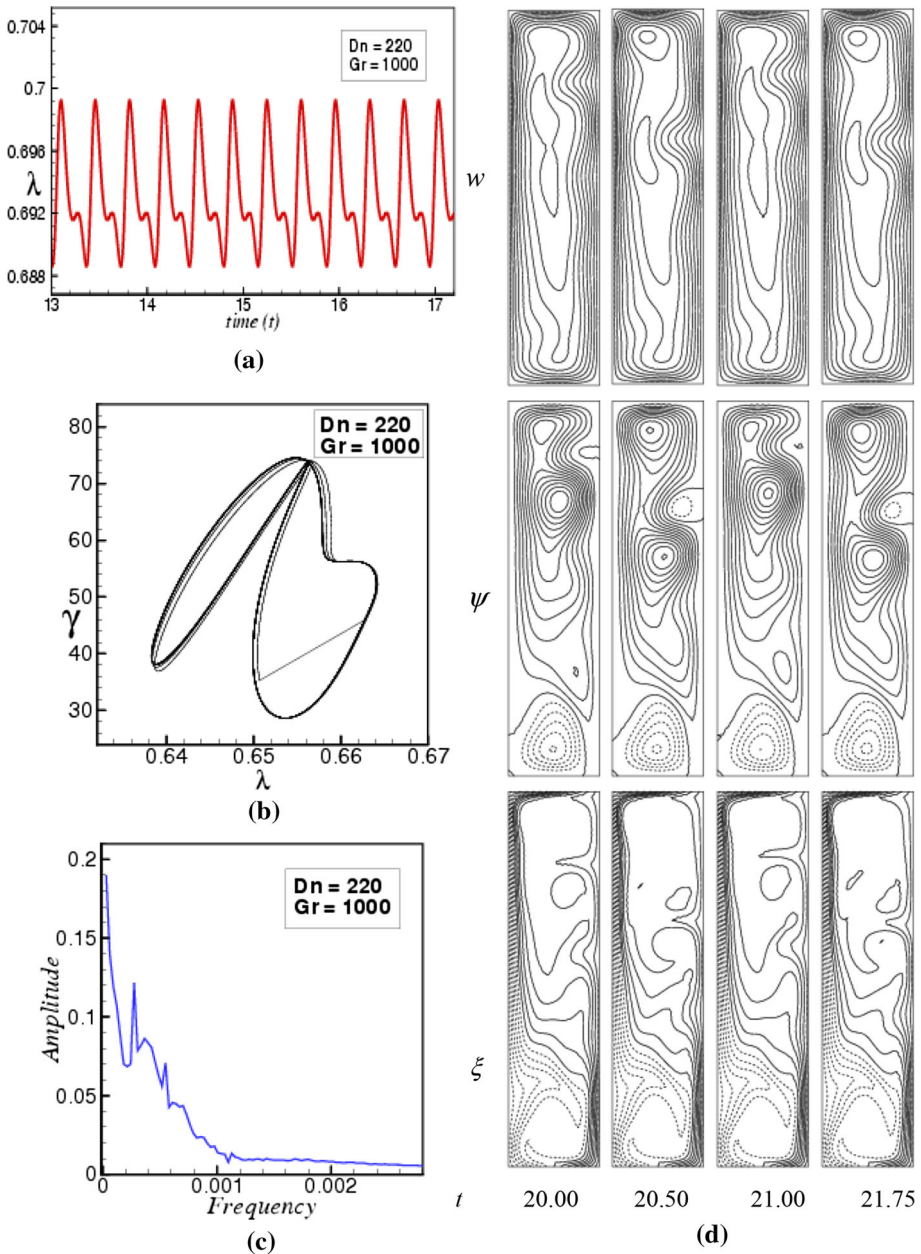 0.704
0.7
0.696
λ
0.692
0.688
Dn = 220
Gr = 1000
13 14 15 16 17
time (t)
(a)
80
70
60
50
γ
40
30
Dn = 220
Gr = 1000
0.64 0.65 0.66 0.67
λ
(b)
0.2
0.15
0.1
0.05
0
Amplitude
Dn = 220
Gr = 1000
0 0.001 0.002
Frequency
(c)
w
ψ
ξ
t 20.00 20.50 21.00 21.75
(d)